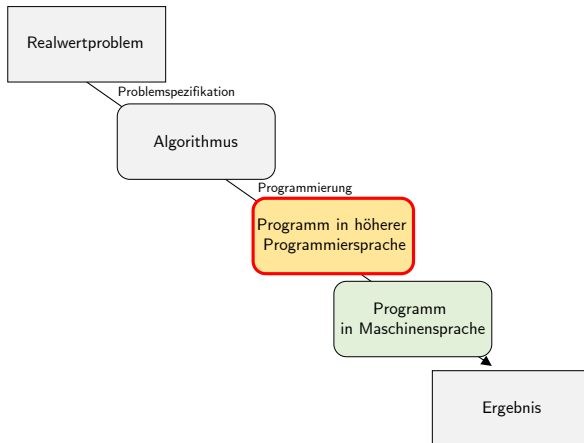 Realwertproblem
Problemspezifikation
Algorithmus
Programmierung
Programm in höherer
Programmiersprache
Programm
in Maschinensprache
Ergebnis